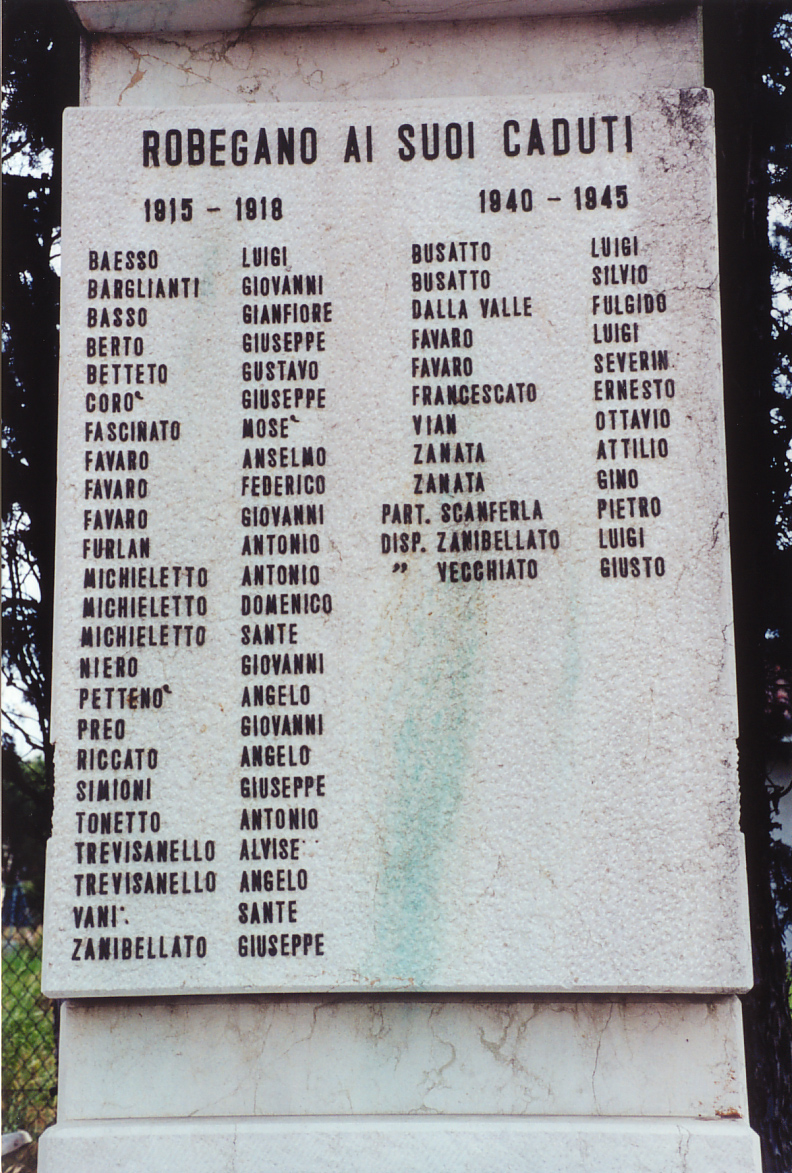 ROBEGANO AI SUOI CADUTI
1915 - 1918
BAESSO LUIGI
BARGLIANTI GIOVANNI
BASSO GIANFIORE
BERTO GIUSEPPE
BETTETO GUSTAVO
CORO' GIUSEPPE
FASCINATO MOSE'
FAVARO ANSELMO
FAVARO FEDERICO
FAVARO GIOVANNI
FURLAN ANTONIO
MICHIELETTO ANTONIO
MICHIELETTO DOMENICO
MICHIELETTO SANTE
NIERO GIOVANNI
PETTENO' ANGELO
PREO GIOVANNI
RICCATO ANGELO
SIMIONI GIUSEPPE
TONETTO ANTONIO
TREVISANELLO ALVISE
TREVISANELLO ANGELO
VANI'. SANTE
ZANIBELLATO GIUSEPPE
1940 - 1945
BUSATTO LUIGI
BUSATTO SILVIO
DALLA VALLE FULGIDO
FAVARO LUIGI
FAVARO SEVERIN
FRANCESCATO ERNESTO
VIAN OTTAVIO
ZANATA ATTILIO
ZANATA GINO
PART. SCANFERLA PIETRO
DISP. ZANIBELLATO LUIGI
" VECCHIATO GIUSTO